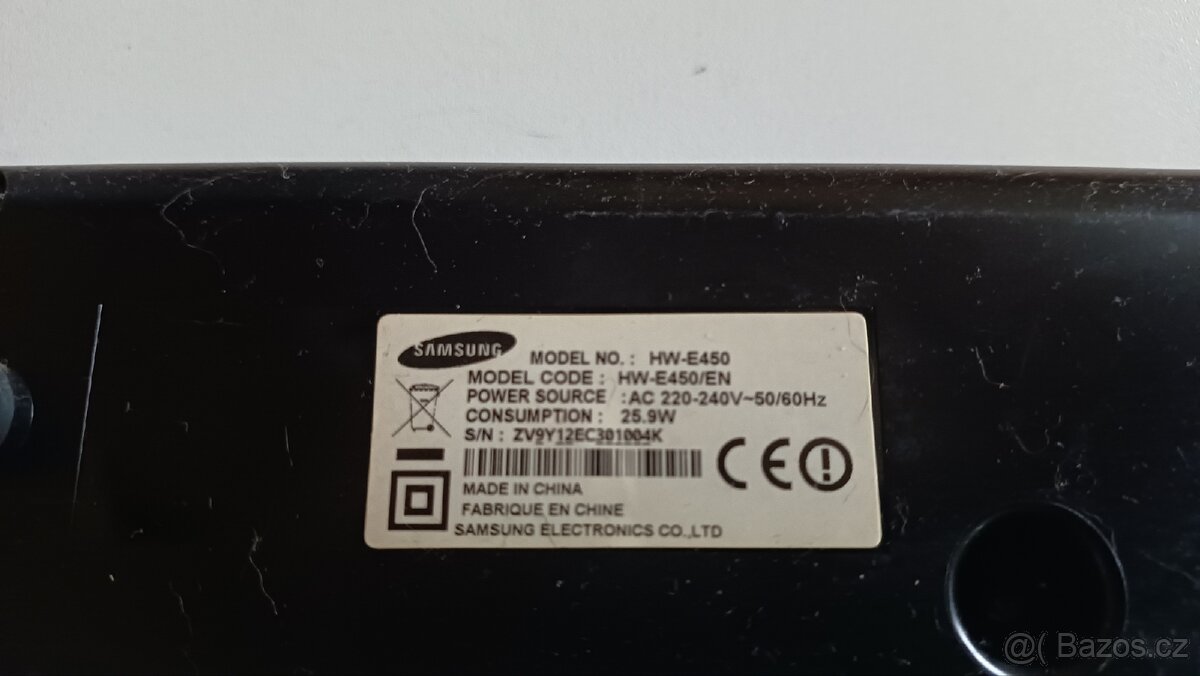 SAMSUNG
MODEL NO. : HW-E450
MODEL CODE : HW-E450/EN
POWER SOURCE : AC 220-240V~50/60Hz
CONSUMPTION : 25.9W
S/N : ZV9Y12EC301004K
CE
MADE IN CHINA
FABRIQUE EN CHINE
SAMSUNG ELECTRONICS CO.,LTD
@( Bazos.cz